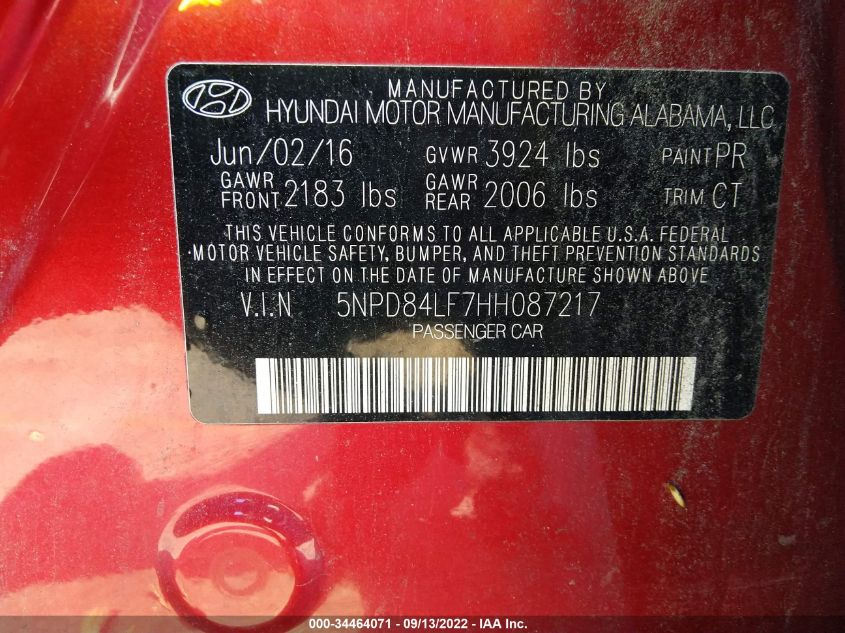 MANUFACTURED BY
HYUNDAI MOTOR MANUFACTURING ALABAMA, LLC
Jun/02/16 GVWR 3924 lbs PAINT PR
GAWR FRONT 2183 lbs GAWR REAR 2006 lbs TRIM CT
THIS VEHICLE CONFORMS TO ALL APPLICABLE U.S.A. FEDERAL
MOTOR VEHICLE SAFETY, BUMPER, AND THEFT PREVENTION STANDARDS
IN EFFECT ON THE DATE OF MANUFACTURE SHOWN ABOVE
V.I.N 5NPD84LF7HH087217
PASSENGER CAR
000-34464071 - 09/13/2022 - IAA Inc.